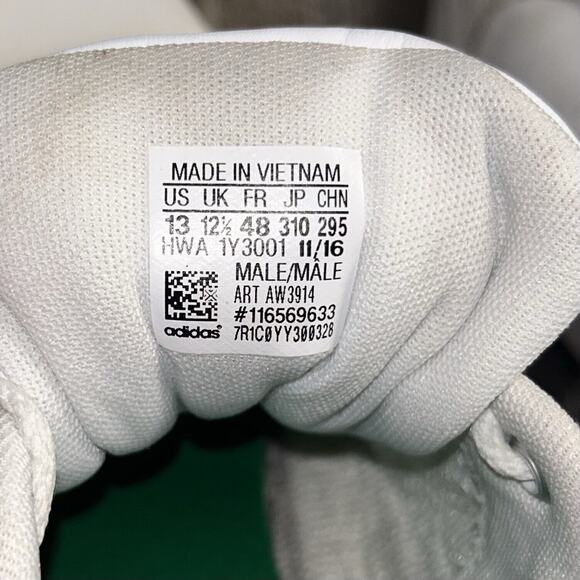 MADE IN VIETNAM
US UK FR JP CHN
13 12½ 48 310 295
HWA 1Y3001 11/16
MALE/MÂLE
ART AW3914
#116569633
adidas® 7R1C0YY300328